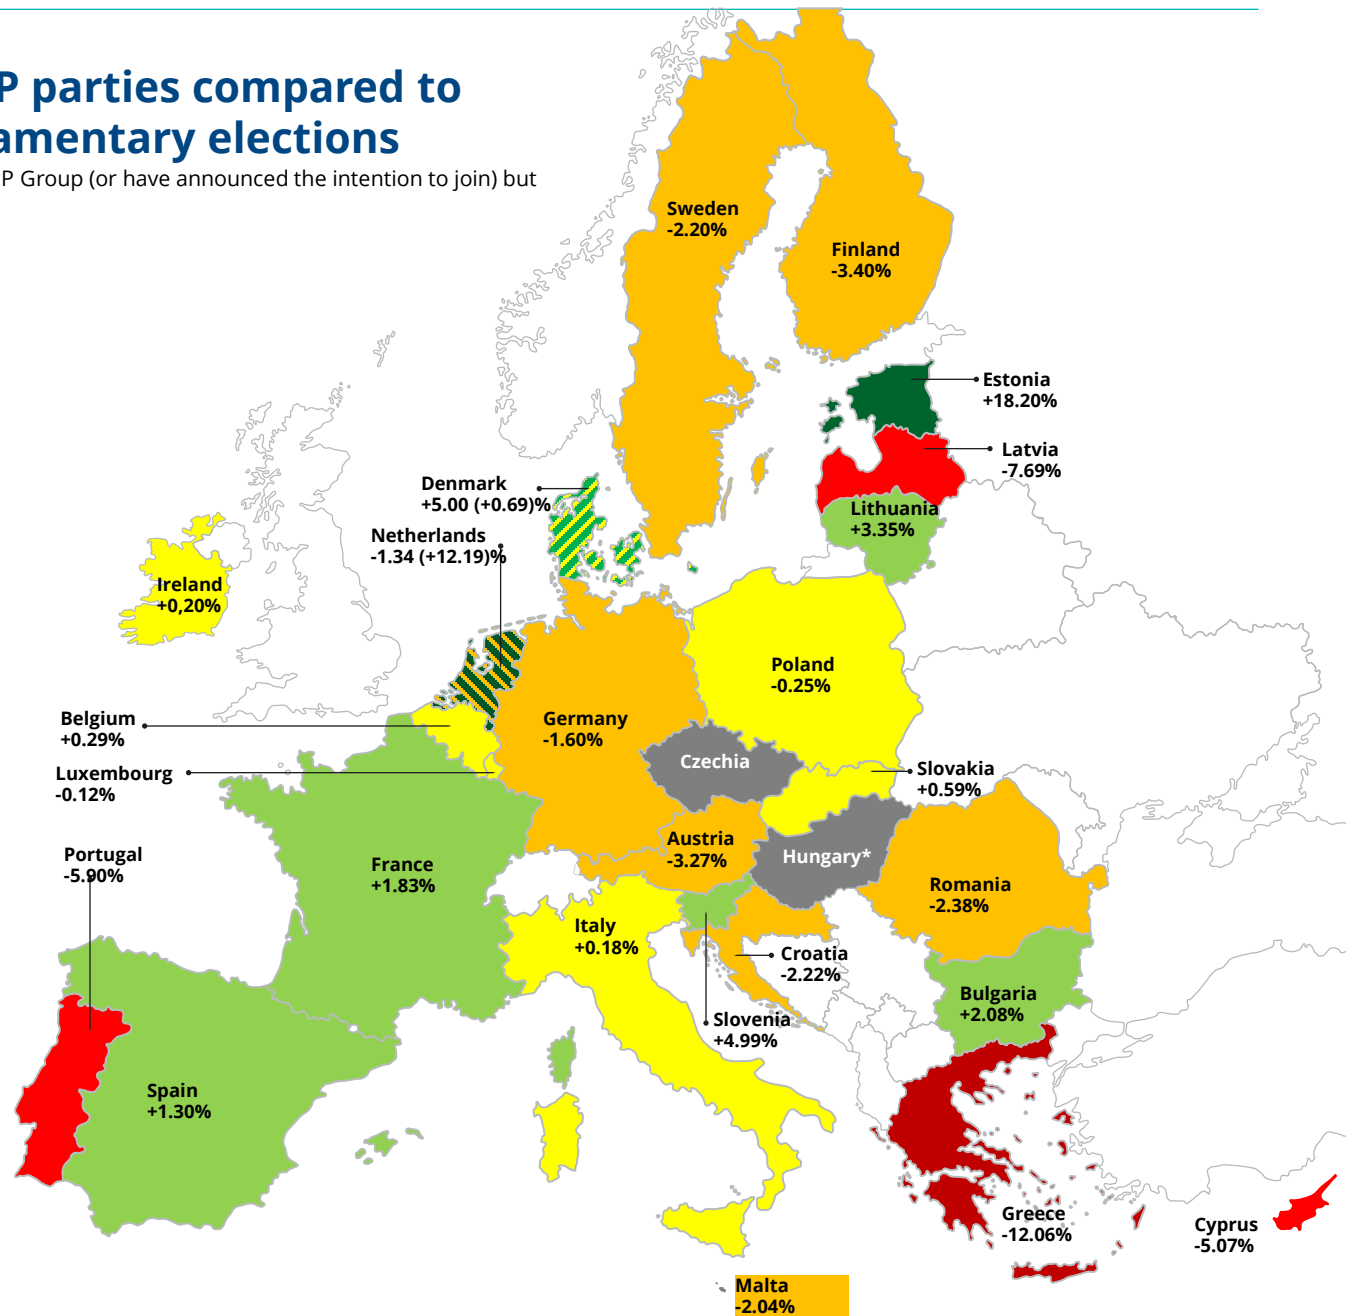 P parties compared to
amentary elections
P Group (or have announced the intention to join) but
Sweden
-2.20%
Finland
-3.40%
Estonia
+18.20%
Latvia
-7.69%
Denmark
+5.00 (+0.69)%
Lithuania
+3.35%
Netherlands
-1.34 (+12.19)%
Ireland
+0,20%
Poland
-0.25%
Belgium
+0.29%
Germany
-1.60%
Luxembourg
-0.12%
Czechia
Slovakia
+0.59%
Austria
-3.27%
Portugal
-5.90%
France
+1.83%
Hungary*
Romania
-2.38%
Italy
+0.18%
Croatia
-2.22%
Bulgaria
+2.08%
Slovenia
+4.99%
Spain
+1.30%
Greece
-12.06%
Cyprus
-5.07%
Malta
-2.04%